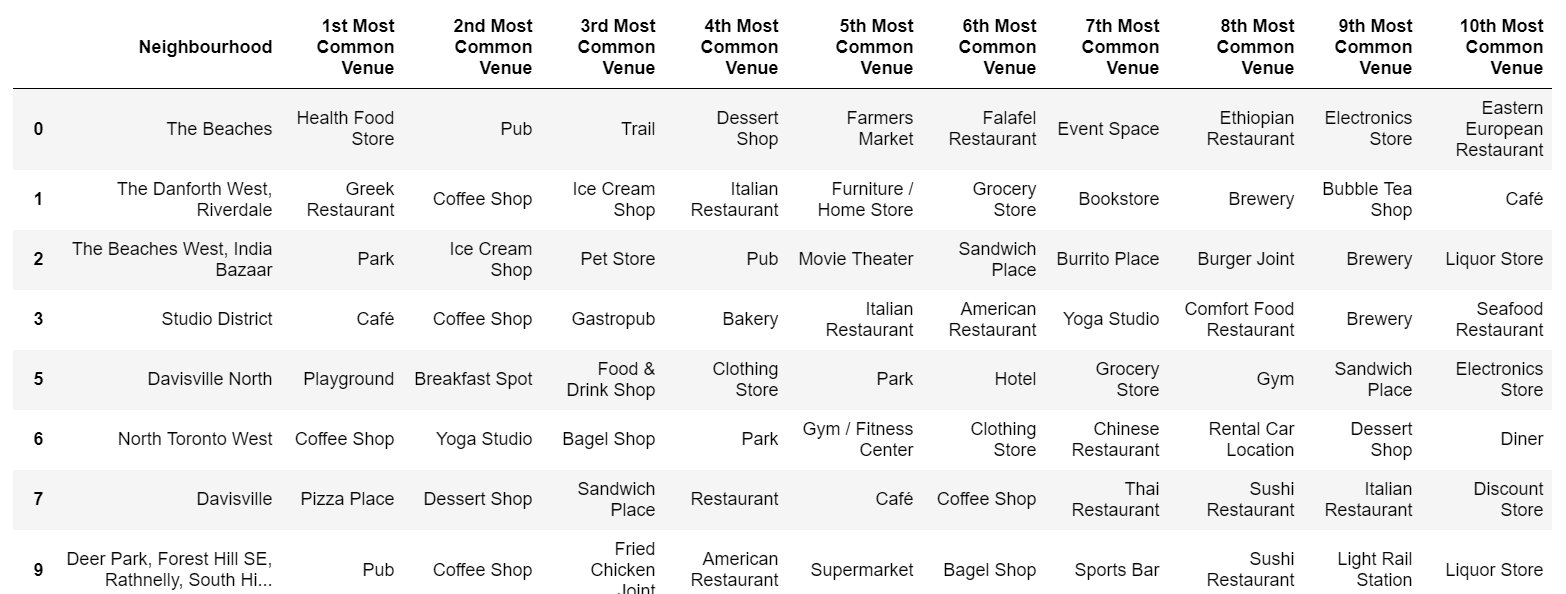 Neighbourhood 1st Most Common Venue 2nd Most Common Venue 3rd Most Common Venue 4th Most Common Venue 5th Most Common Venue 6th Most Common Venue 7th Most Common Venue 8th Most Common Venue 9th Most Common Venue 10th Most Common Venue
0 The Beaches Health Food Store Pub Trail Dessert Shop Farmers Market Falafel Restaurant Event Space Ethiopian Restaurant Electronics Store Eastern European Restaurant
1 The Danforth West, Riverdale Greek Restaurant Coffee Shop Ice Cream Shop Italian Restaurant Furniture / Home Store Grocery Store Bookstore Brewery Bubble Tea Shop Café
2 The Beaches West, India Bazaar Park Ice Cream Shop Pet Store Pub Movie Theater Sandwich Place Burrito Place Burger Joint Brewery Liquor Store
3 Studio District Café Coffee Shop Gastropub Bakery Italian Restaurant American Restaurant Yoga Studio Comfort Food Restaurant Brewery Seafood Restaurant
5 Davisville North Playground Breakfast Spot Food & Drink Shop Clothing Store Park Hotel Grocery Store Gym Sandwich Place Electronics Store
6 North Toronto West Coffee Shop Yoga Studio Bagel Shop Park Gym / Fitness Center Clothing Store Chinese Restaurant Rental Car Location Dessert Shop Diner
7 Davisville Pizza Place Dessert Shop Sandwich Place Restaurant Café Coffee Shop Thai Restaurant Sushi Restaurant Italian Restaurant Discount Store
9 Deer Park, Forest Hill SE, Rathnelly, South Hi... Pub Coffee Shop Fried Chicken Joint American Restaurant Supermarket Bagel Shop Sports Bar Sushi Restaurant Light Rail Station Liquor Store